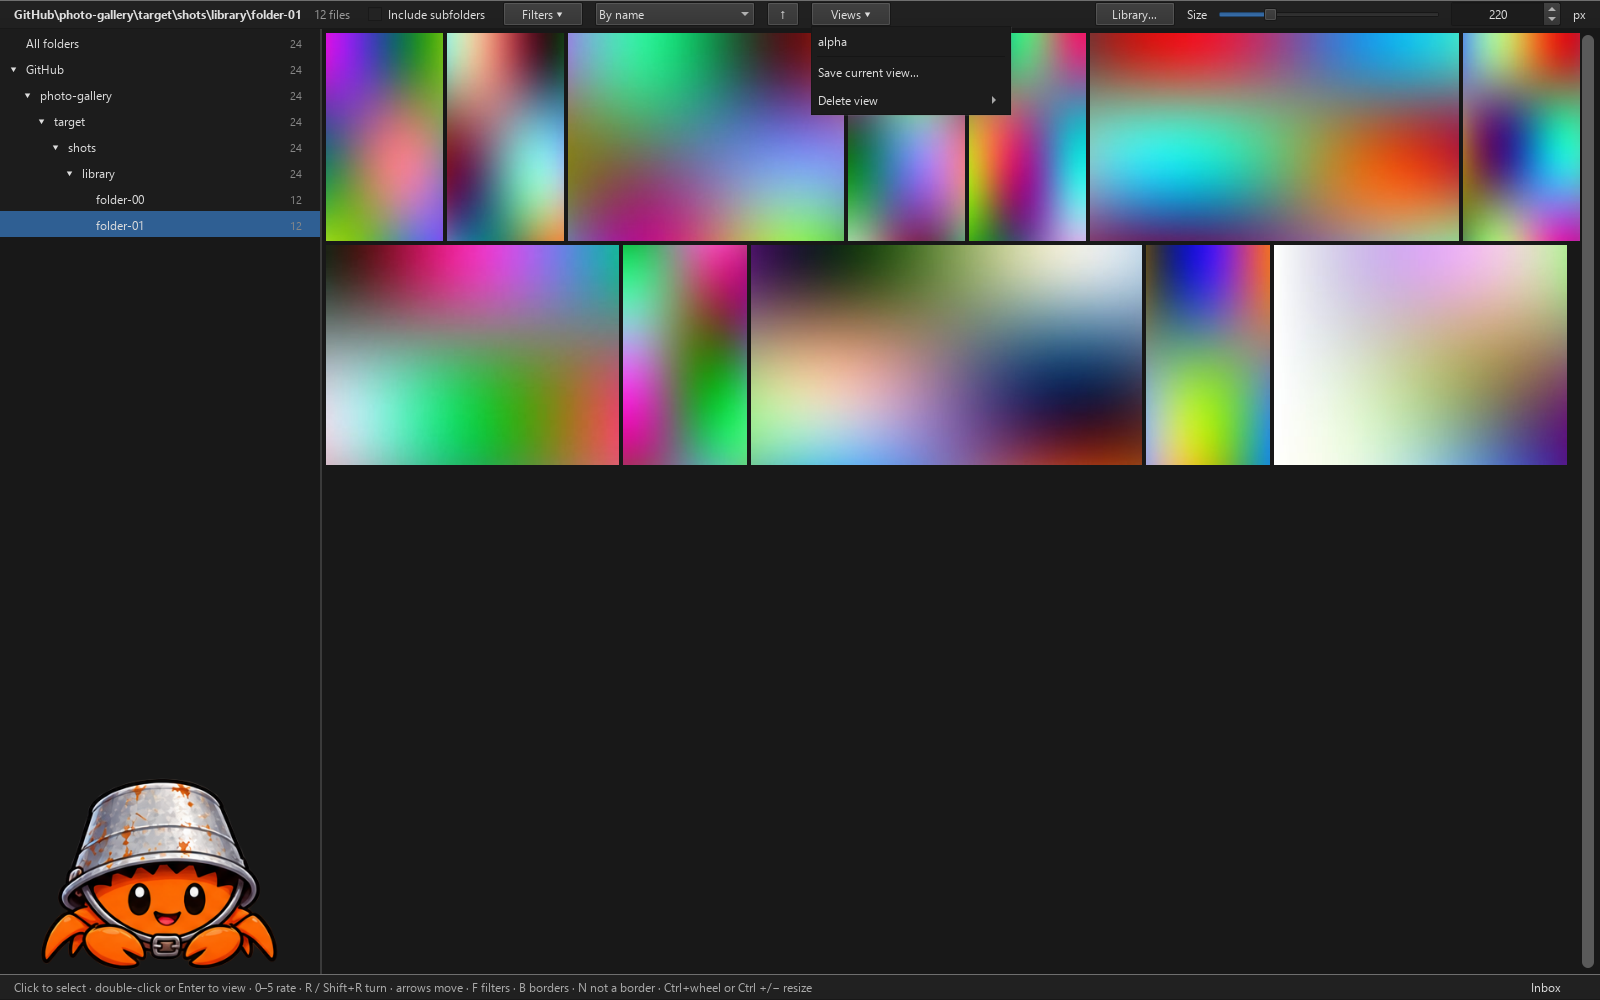 GitHub\photo-gallery\target\shots\library\folder-01 12 files Include subfolders Filters ▾ By name ↑ Views ▾ Library... Size 220 px
All folders 24
GitHub 24
photo-gallery 24
target 24
shots 24
library 24
folder-00 12
folder-01 12
alpha
Save current view...
Delete view
Click to select · double-click or Enter to view · 0–5 rate · R / Shift+R turn · arrows move · F filters · B borders · N not a border · Ctrl+wheel or Ctrl +/− resize Inbox